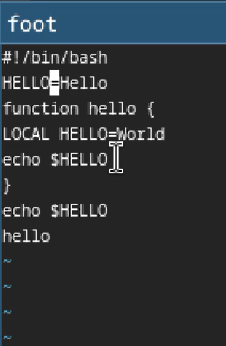 foot
#!/bin/bash
HELLO=Hello
function hello {
LOCAL HELLO=World
echo $HELLO
}
echo $HELLO
hello
~
~
~
~